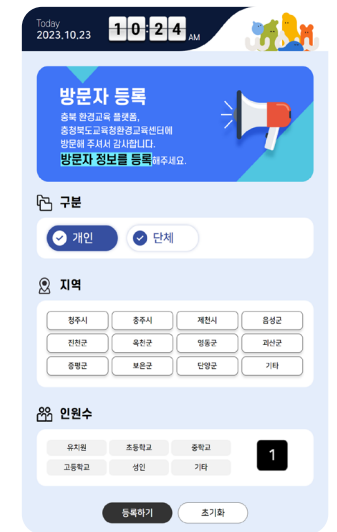 Today
2023.10.23
10:24 AM
방문자 등록
충북 환경교육 플랫폼,
충청북도교육청환경교육센터에
방문해 주셔서 감사합니다.
방문자 정보를 등록해주세요.
구분
개인 단체
지역
청주시 충주시 제천시 음성군
진천군 옥천군 영동군 괴산군
증평군 보은군 단양군 기타
인원수
유치원 초등학교 중학교
고등학교 성인 기타
1
등록하기 초기화